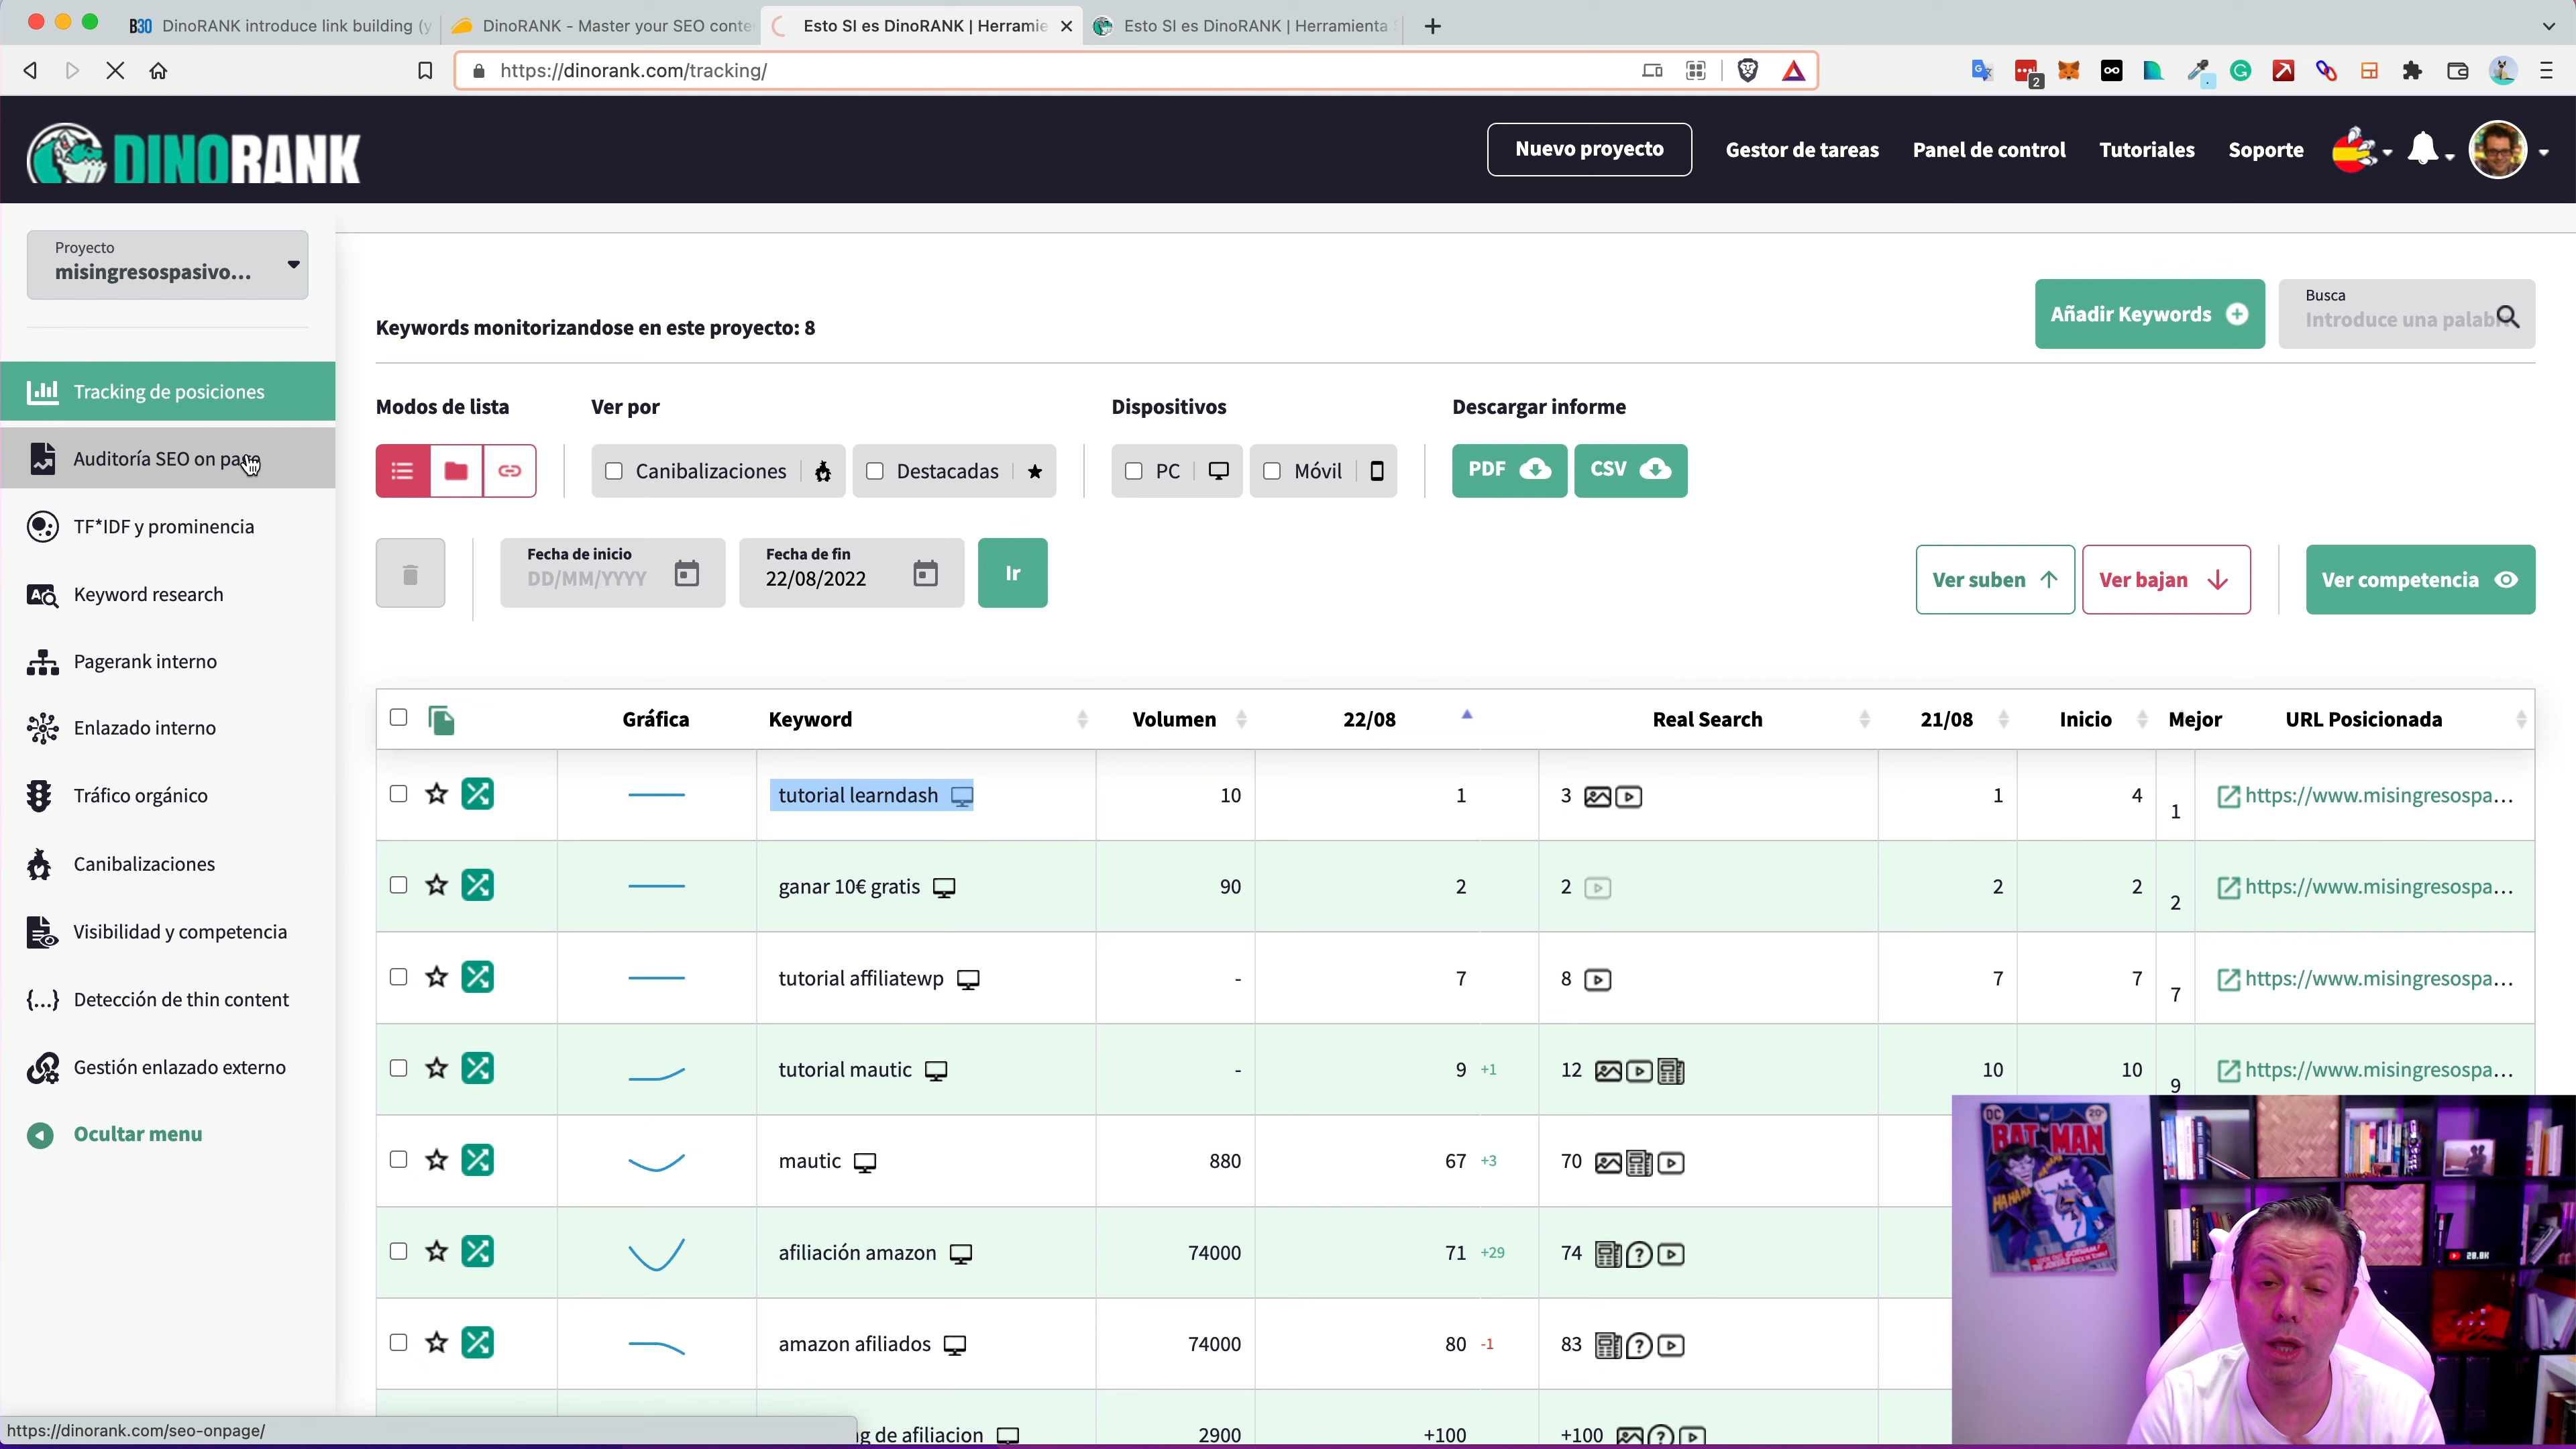 B30 DinoRANK introduce link building (y
DinoRANK - Master your SEO conte
Esto SI es DinoRANK | Herramie
Esto SI es DinoRANK | Herramienta
https://dinorank.com/tracking/
2
DINORANK
Nuevo proyecto
Gestor de tareas
Panel de control
Tutoriales
Soporte
Proyecto
misingresospasivo...
Tracking de posiciones
Auditoría SEO on page
TF*IDF y prominencia
Keyword research
Pagerank interno
Enlazado interno
Tráfico orgánico
Canibalizaciones
Visibilidad y competencia
{...} Detección de thin content
Gestión enlazado externo
Ocultar menu
Keywords monitorizandose en este proyecto: 8
Añadir Keywords
Busca
Introduce una palab
Modos de lista
Ver por
Dispositivos
Descargar informe
Canibalizaciones
Destacadas
PC
Móvil
PDF
CSV
Fecha de inicio
DD/MM/YYYY
Fecha de fin
22/08/2022
Ir
Ver suben
Ver bajan
Ver competencia
Gráfica Keyword Volumen 22/08 Real Search 21/08 Inicio Mejor URL Posicionada
tutorial learndash 10 1 3 1 4 1 https://www.misingresospa...
ganar 10€ gratis 90 2 2 2 2 2 https://www.misingresospa...
tutorial affiliatewp - 7 8 7 7 7 https://www.misingresospa...
tutorial mautic - 9 +1 12 10 10 9 https://www.misingresospa...
mautic 880 67 +3 70
afiliación amazon 74000 71 +29 74
amazon afiliados 74000 80 -1 83
g de afiliacion 2900 +100 +100
https://dinorank.com/seo-onpage/
DC
BATMAN
HA HA HA